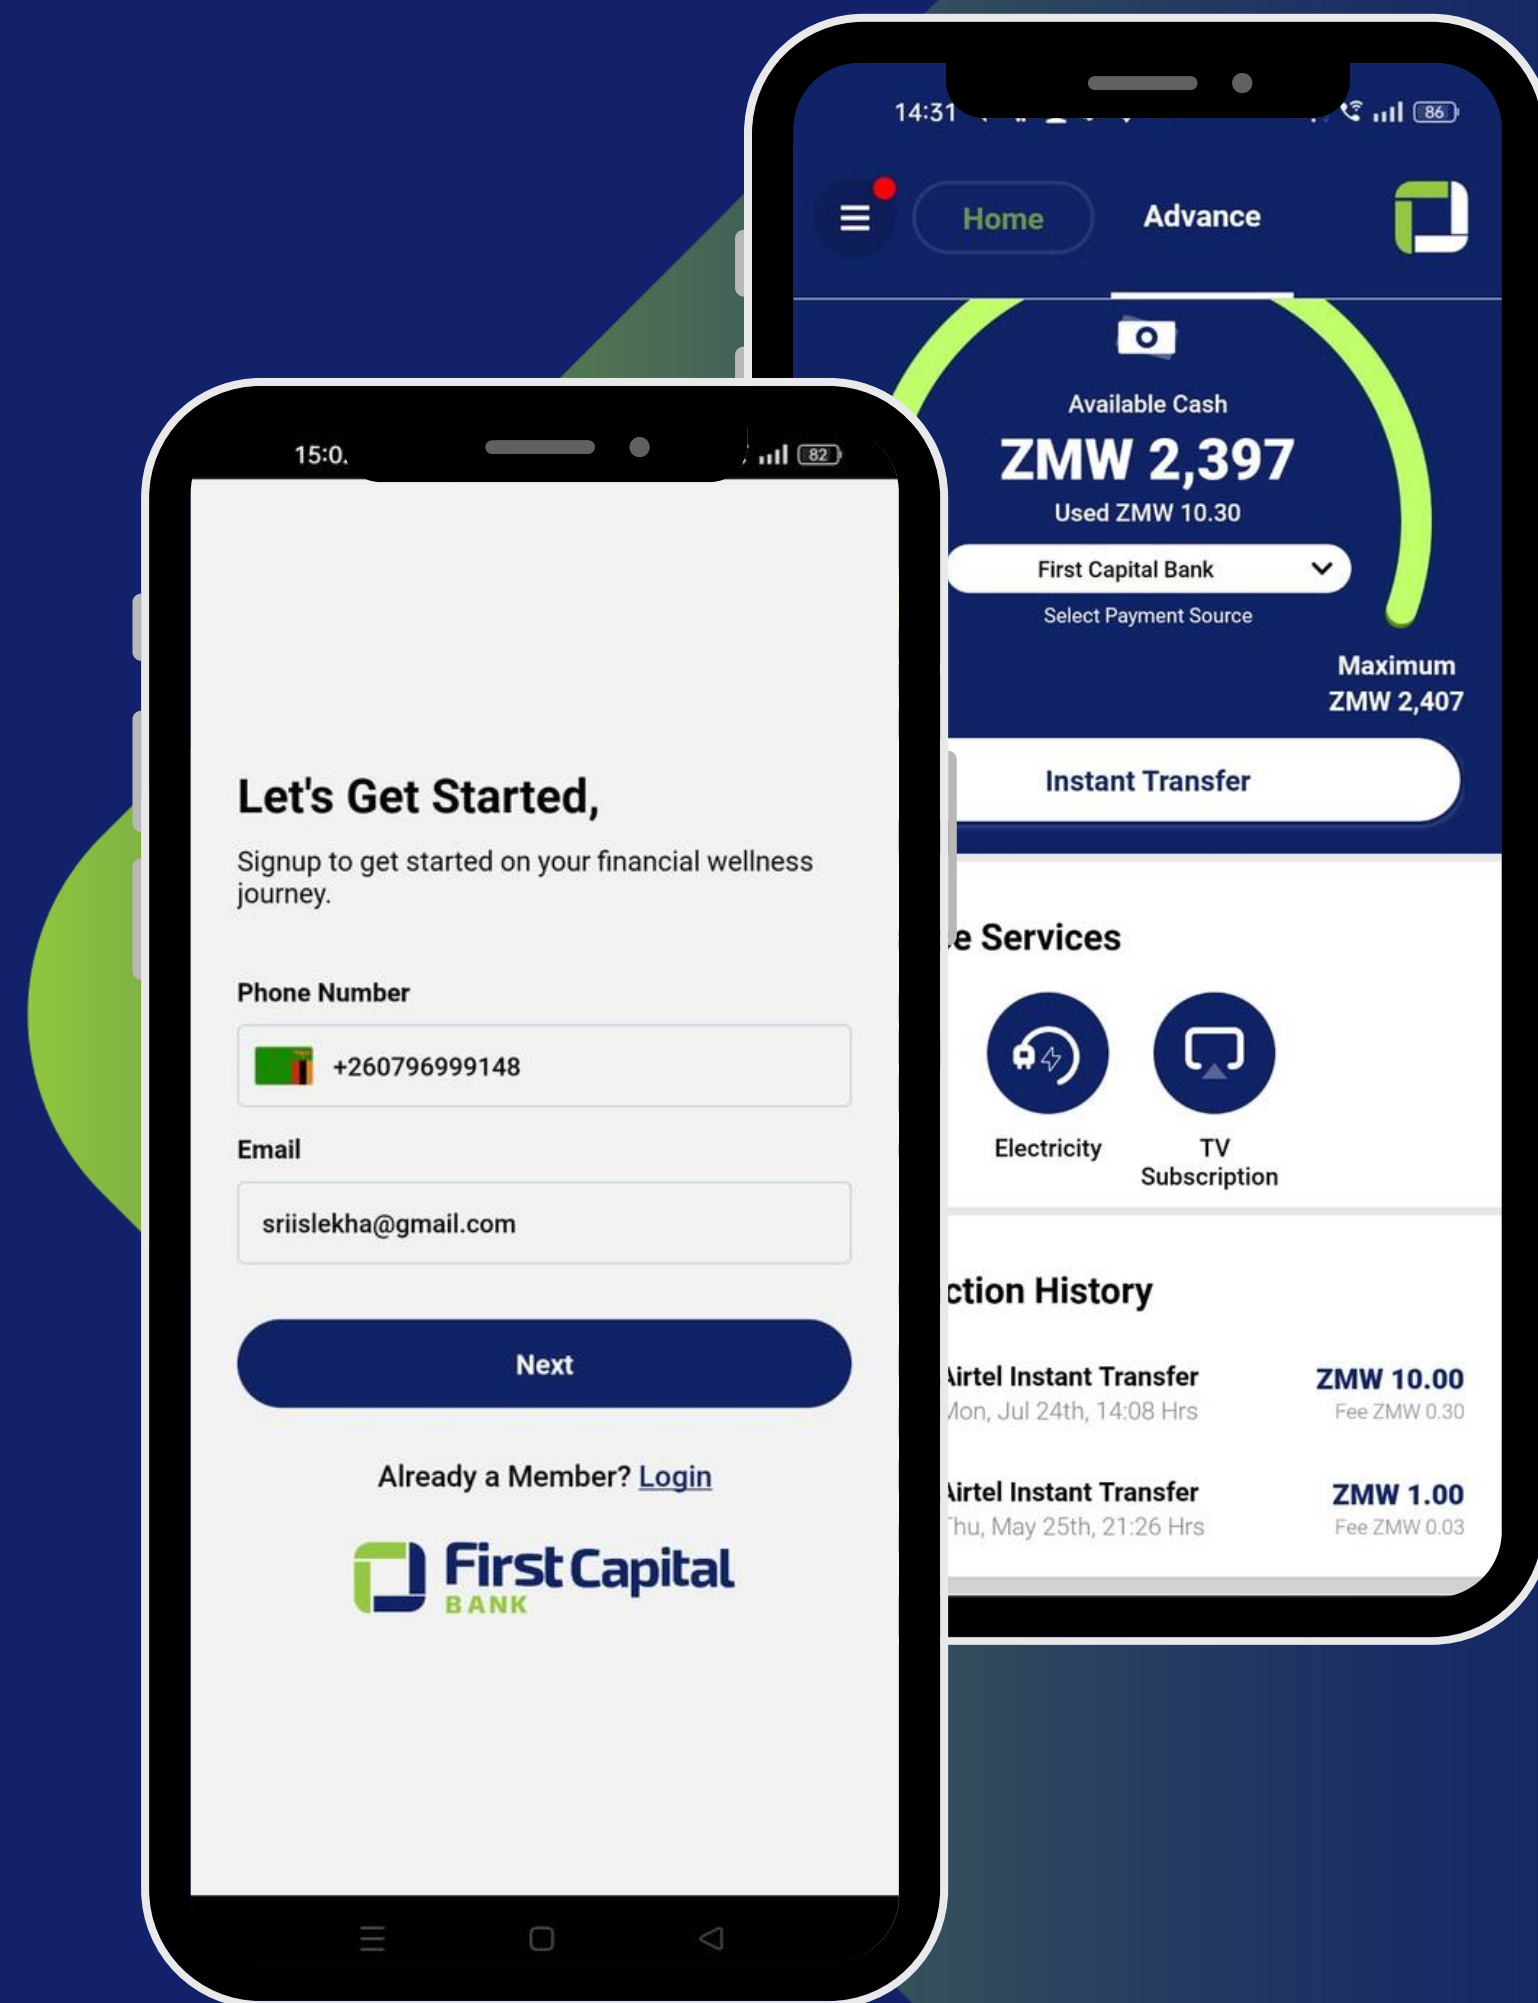 15:0
82
Let's Get Started,
Signup to get started on your financial wellness
journey.
Phone Number
+260796999148
Email
sriislekha@gmail.com
Next
Already a Member? Login
First Capital
BANK
14:31
86
Home
Advance
Available Cash
ZMW 2,397
Used ZMW 10.30
First Capital Bank
Select Payment Source
Maximum
ZMW 2,407
Instant Transfer
e Services
Electricity
TV
Subscription
ction History
Airtel Instant Transfer
ZMW 10.00
Mon, Jul 24th, 14:08 Hrs
Fee ZMW 0.30
Airtel Instant Transfer
ZMW 1.00
Thu, May 25th, 21:26 Hrs
Fee ZMW 0.03